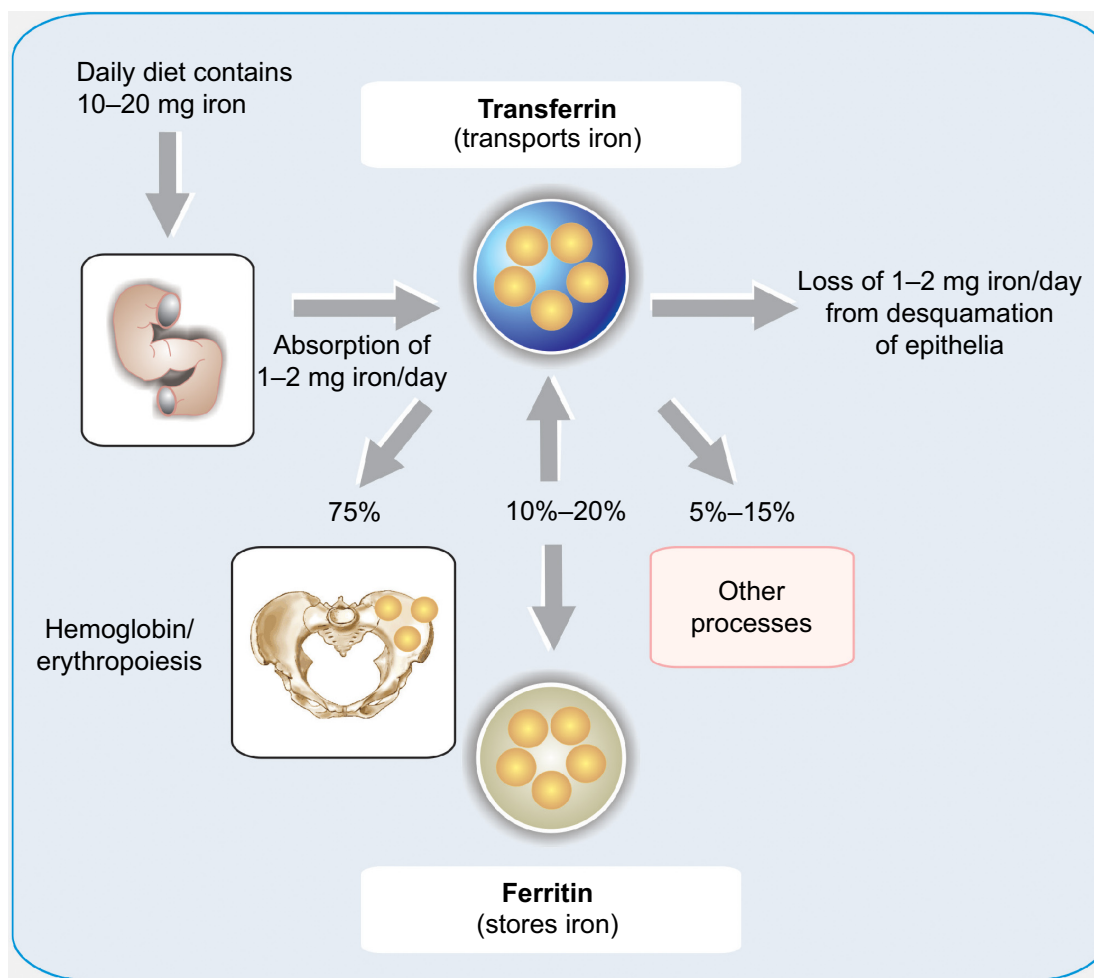 Daily diet contains
10–20 mg iron
Transferrin
(transports iron)
Absorption of
1–2 mg iron/day
Loss of 1–2 mg iron/day
from desquamation
of epithelia
75%
10%–20%
5%–15%
Hemoglobin/
erythropoiesis
Other
processes
Ferritin
(stores iron)